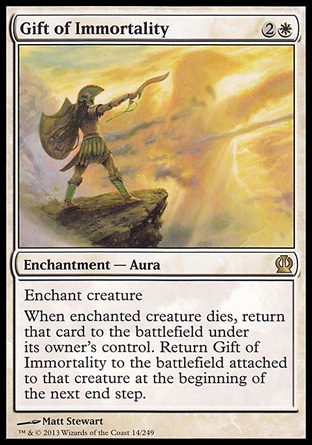 Gift of Immortality 2
Enchantment — Aura
Enchant creature
When enchanted creature dies, return
that card to the battlefield under
its owner's control. Return Gift of
Immortality to the battlefield attached
to that creature at the beginning of
the next end step.
Matt Stewart
™ & © 2013 Wizards of the Coast 14/249